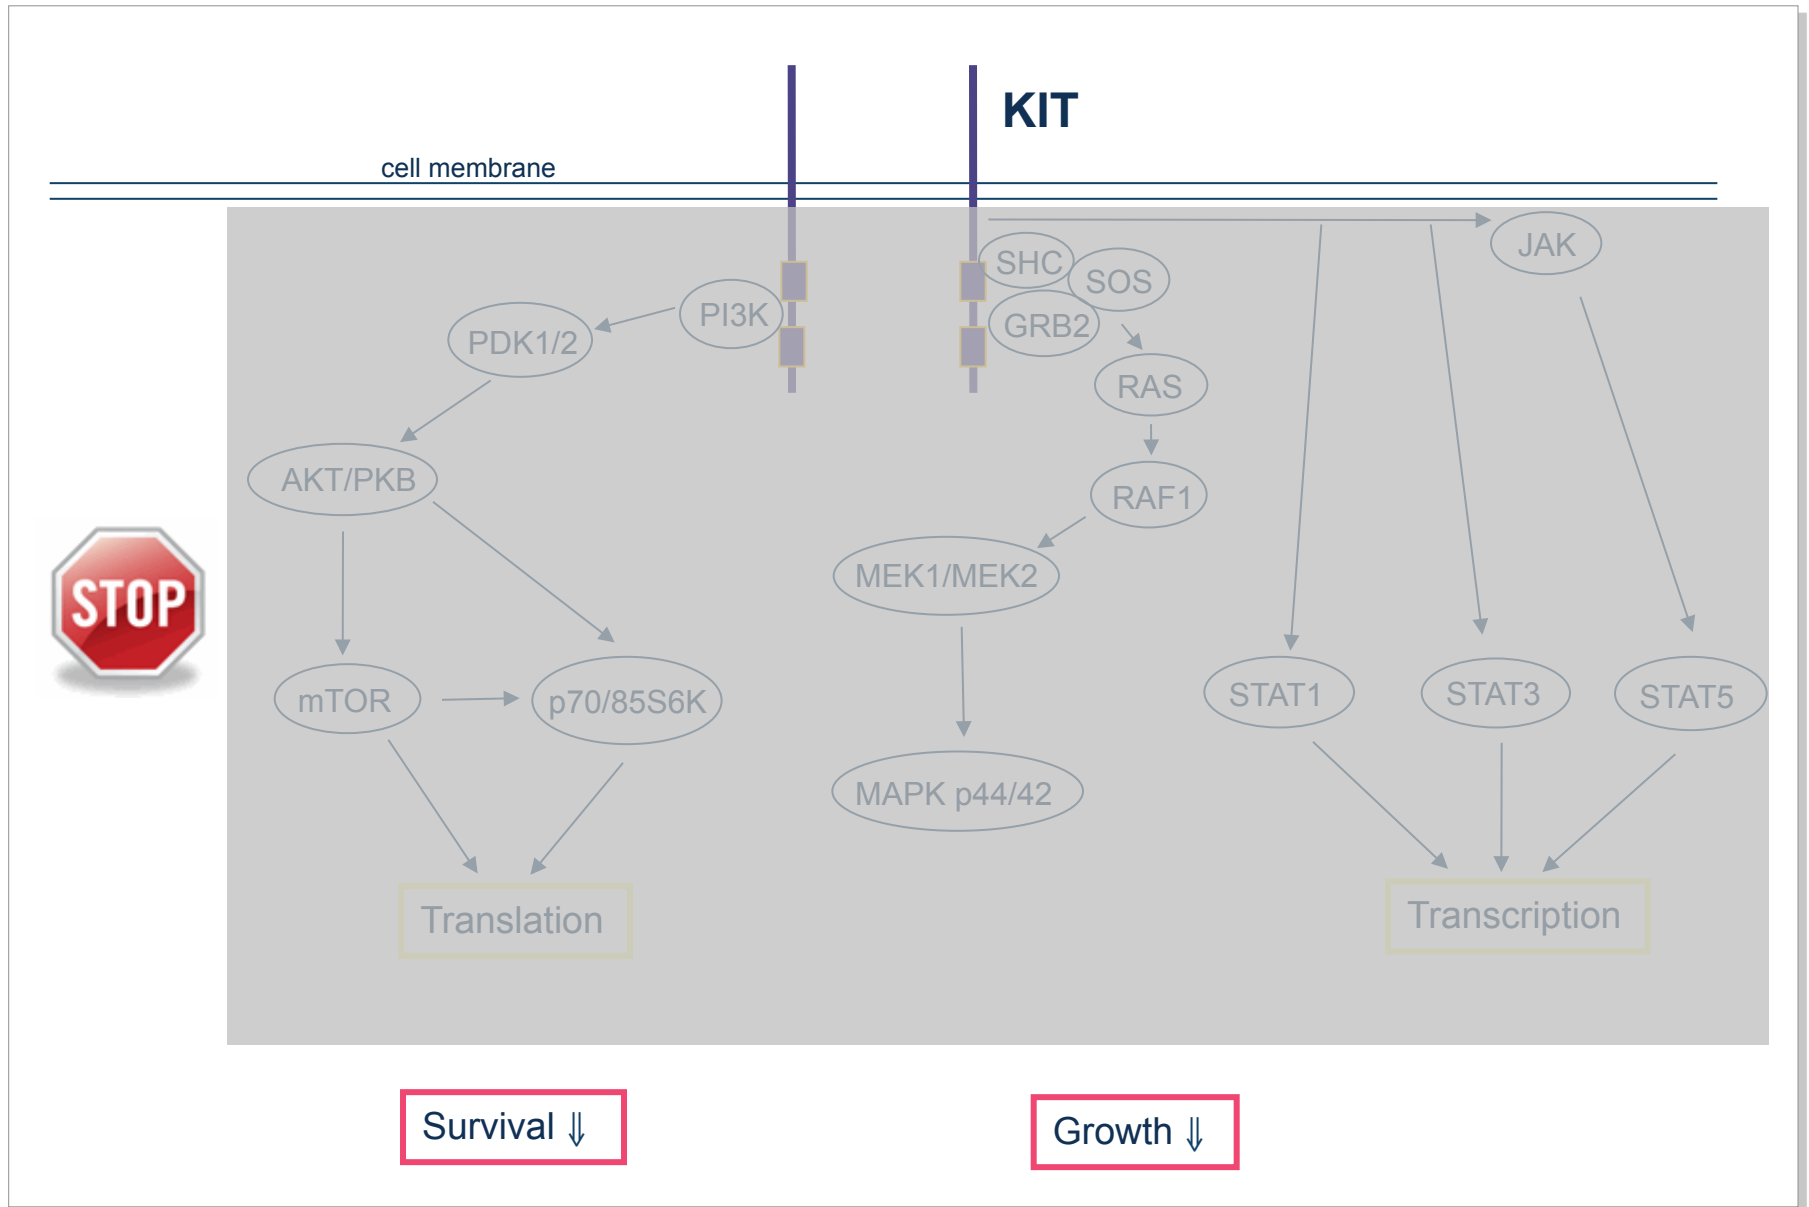 KIT
cell membrane
JAK
SHC
SOS
PI3K
GRB2
PDK1/2
RAS
AKT/PKB
RAF1
MEK1/MEK2
STOP
mTOR
p70/85S6K
STAT1
STAT3
STAT5
MAPK p44/42
Translation
Transcription
Survival ⇓
Growth ⇓